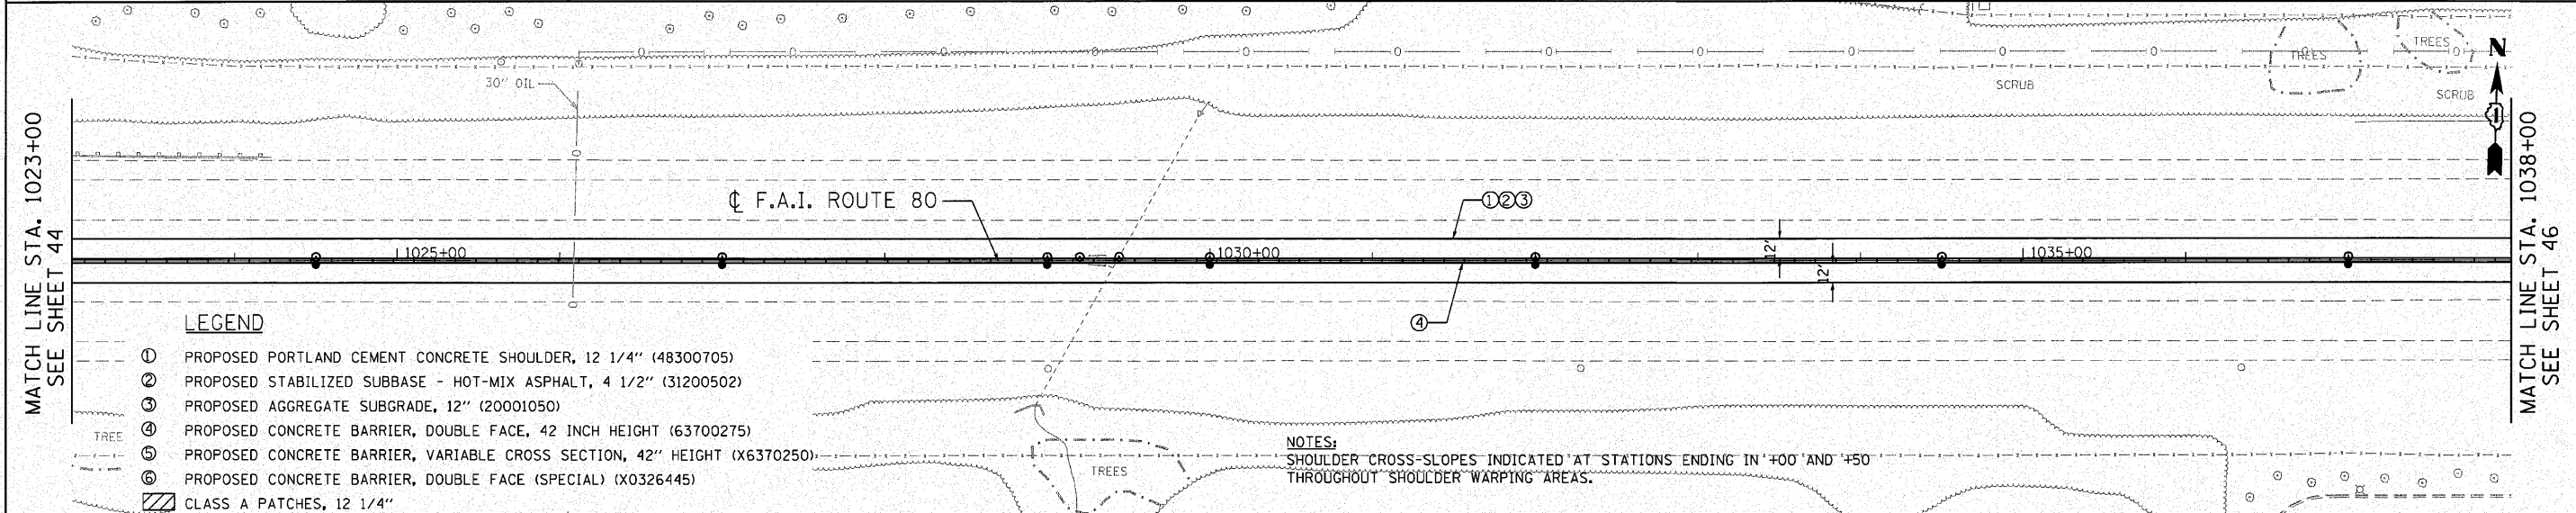 30" OIL
TREES
TREES
N
SCRUB
SCRUB
MATCH LINE STA. 1023+00
SEE SHEET 44
℄ F.A.I. ROUTE 80
①②③
1025+00
1030+00
12'
12'
1035+00
④
MATCH LINE STA. 1038+00
SEE SHEET 46
LEGEND
① PROPOSED PORTLAND CEMENT CONCRETE SHOULDER, 12 1/4" (48300705)
② PROPOSED STABILIZED SUBBASE - HOT-MIX ASPHALT, 4 1/2" (31200502)
③ PROPOSED AGGREGATE SUBGRADE, 12" (20001050)
④ PROPOSED CONCRETE BARRIER, DOUBLE FACE, 42 INCH HEIGHT (63700275)
⑤ PROPOSED CONCRETE BARRIER, VARIABLE CROSS SECTION, 42" HEIGHT (X6370250)
⑥ PROPOSED CONCRETE BARRIER, DOUBLE FACE (SPECIAL) (X0326445)
CLASS A PATCHES, 12 1/4"
TREE
TREES
NOTES:
SHOULDER CROSS-SLOPES INDICATED AT STATIONS ENDING IN +00 AND +50
THROUGHOUT SHOULDER WARPING AREAS.